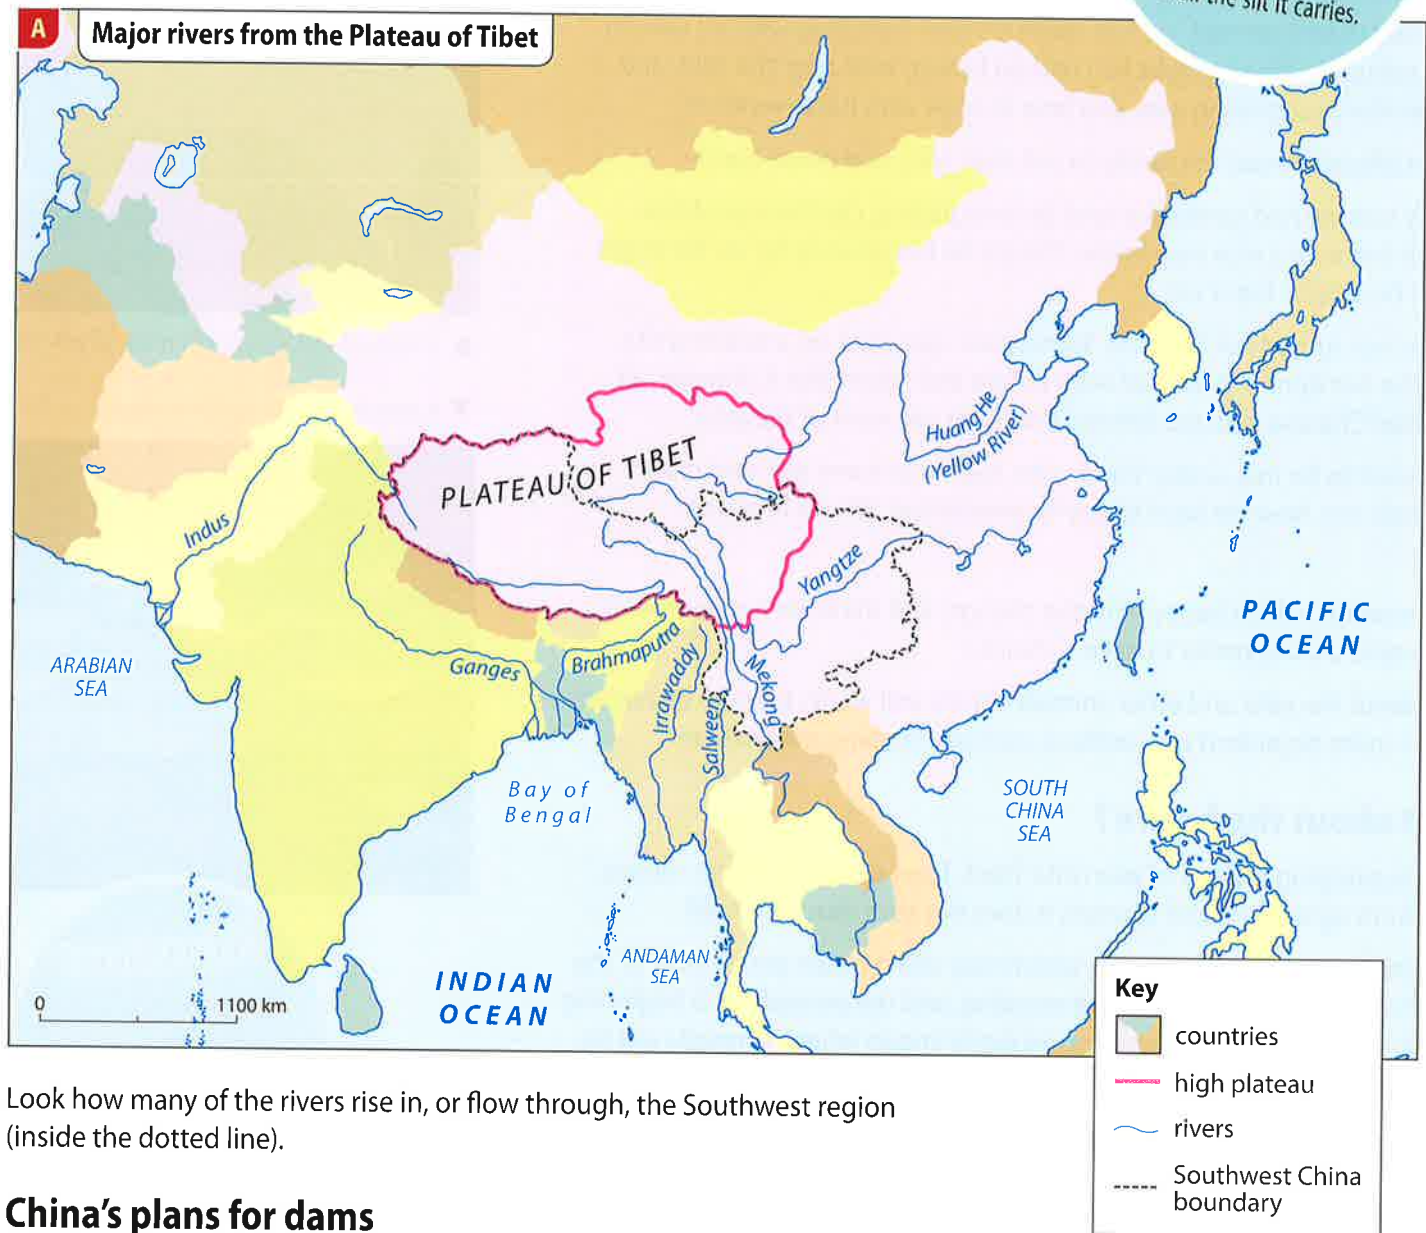 the silt it carries.
A
Major rivers from the Plateau of Tibet
PLATEAU OF TIBET
Huang He
(Yellow River)
Indus
Yangtze
Ganges
Brahmaputra
Irrawaddy
Salween
Mekong
ARABIAN
SEA
PACIFIC
OCEAN
Bay of
Bengal
SOUTH
CHINA
SEA
ANDAMAN
SEA
INDIAN
OCEAN
0 1100 km
Key
countries
high plateau
rivers
Southwest China
boundary
Look how many of the rivers rise in, or flow through, the Southwest region
(inside the dotted line).
China's plans for dams